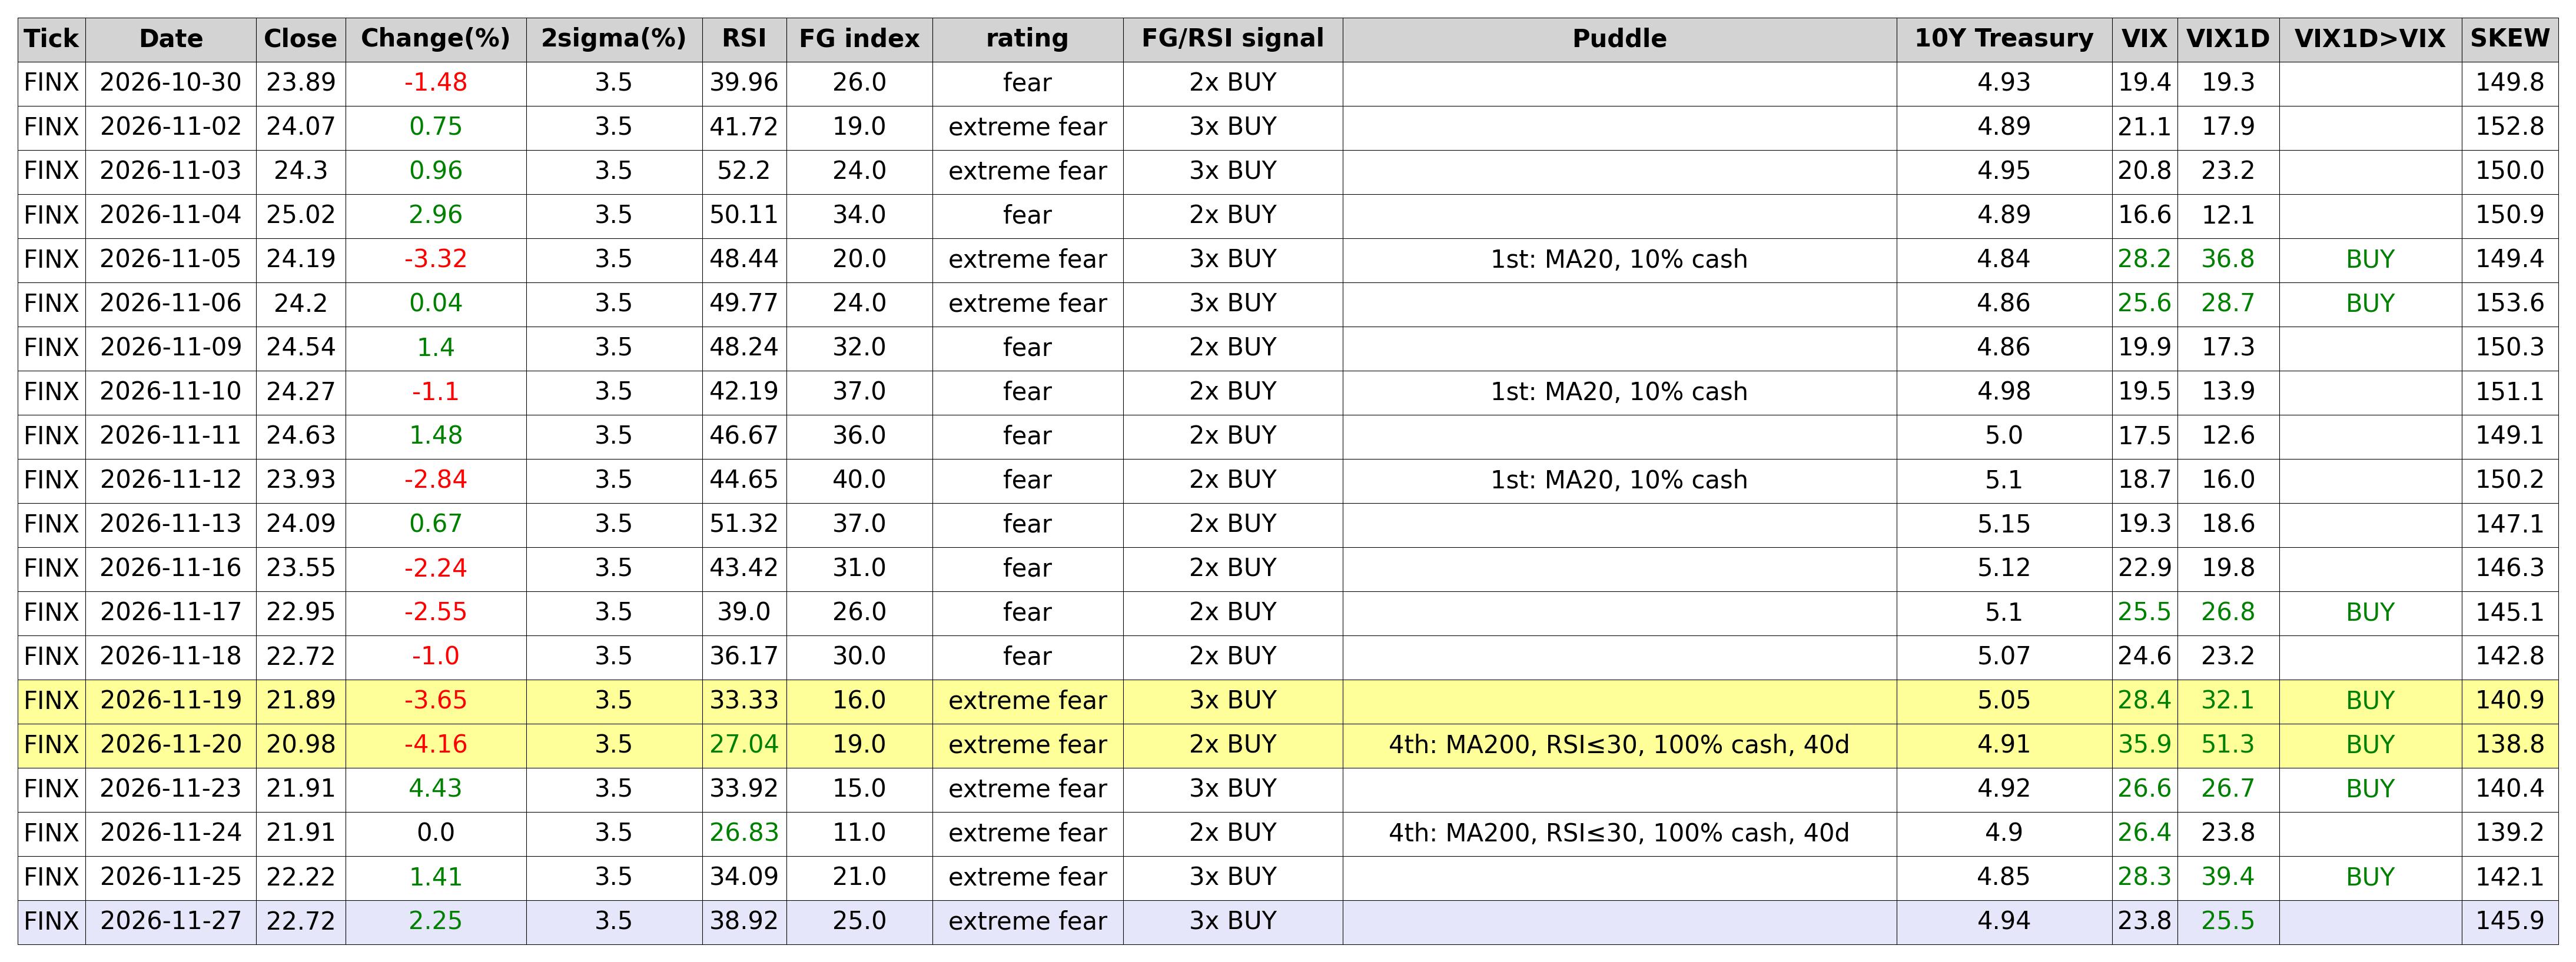 Tick Date Close Change(%) 2sigma(%) RSI FG index rating FG/RSI signal Puddle 10Y Treasury VIX VIX1D VIX1D>VIX SKEW
FINX 2026-10-30 23.89 -1.48 3.5 39.96 26.0 fear 2x BUY 4.93 19.4 19.3 149.8
FINX 2026-11-02 24.07 0.75 3.5 41.72 19.0 extreme fear 3x BUY 4.89 21.1 17.9 152.8
FINX 2026-11-03 24.3 0.96 3.5 52.2 24.0 extreme fear 3x BUY 4.95 20.8 23.2 150.0
FINX 2026-11-04 25.02 2.96 3.5 50.11 34.0 fear 2x BUY 4.89 16.6 12.1 150.9
FINX 2026-11-05 24.19 -3.32 3.5 48.44 20.0 extreme fear 3x BUY 1st: MA20, 10% cash 4.84 28.2 36.8 BUY 149.4
FINX 2026-11-06 24.2 0.04 3.5 49.77 24.0 extreme fear 3x BUY 4.86 25.6 28.7 BUY 153.6
FINX 2026-11-09 24.54 1.4 3.5 48.24 32.0 fear 2x BUY 4.86 19.9 17.3 150.3
FINX 2026-11-10 24.27 -1.1 3.5 42.19 37.0 fear 2x BUY 1st: MA20, 10% cash 4.98 19.5 13.9 151.1
FINX 2026-11-11 24.63 1.48 3.5 46.67 36.0 fear 2x BUY 5.0 17.5 12.6 149.1
FINX 2026-11-12 23.93 -2.84 3.5 44.65 40.0 fear 2x BUY 1st: MA20, 10% cash 5.1 18.7 16.0 150.2
FINX 2026-11-13 24.09 0.67 3.5 51.32 37.0 fear 2x BUY 5.15 19.3 18.6 147.1
FINX 2026-11-16 23.55 -2.24 3.5 43.42 31.0 fear 2x BUY 5.12 22.9 19.8 146.3
FINX 2026-11-17 22.95 -2.55 3.5 39.0 26.0 fear 2x BUY 5.1 25.5 26.8 BUY 145.1
FINX 2026-11-18 22.72 -1.0 3.5 36.17 30.0 fear 2x BUY 5.07 24.6 23.2 142.8
FINX 2026-11-19 21.89 -3.65 3.5 33.33 16.0 extreme fear 3x BUY 5.05 28.4 32.1 BUY 140.9
FINX 2026-11-20 20.98 -4.16 3.5 27.04 19.0 extreme fear 2x BUY 4th: MA200, RSI≤30, 100% cash, 40d 4.91 35.9 51.3 BUY 138.8
FINX 2026-11-23 21.91 4.43 3.5 33.92 15.0 extreme fear 3x BUY 4.92 26.6 26.7 BUY 140.4
FINX 2026-11-24 21.91 0.0 3.5 26.83 11.0 extreme fear 2x BUY 4th: MA200, RSI≤30, 100% cash, 40d 4.9 26.4 23.8 139.2
FINX 2026-11-25 22.22 1.41 3.5 34.09 21.0 extreme fear 3x BUY 4.85 28.3 39.4 BUY 142.1
FINX 2026-11-27 22.72 2.25 3.5 38.92 25.0 extreme fear 3x BUY 4.94 23.8 25.5 145.9